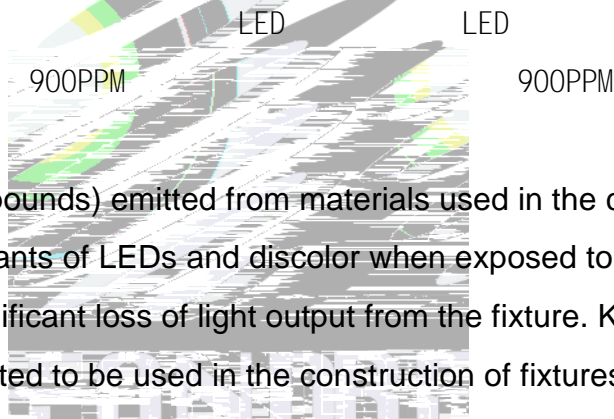 LED LED
900PPM 900PPM
ounds) emitted from materials used in the c
ants of LEDs and discolor when exposed to
ificant loss of light output from the fixture. K
ted to be used in the construction of fixtures